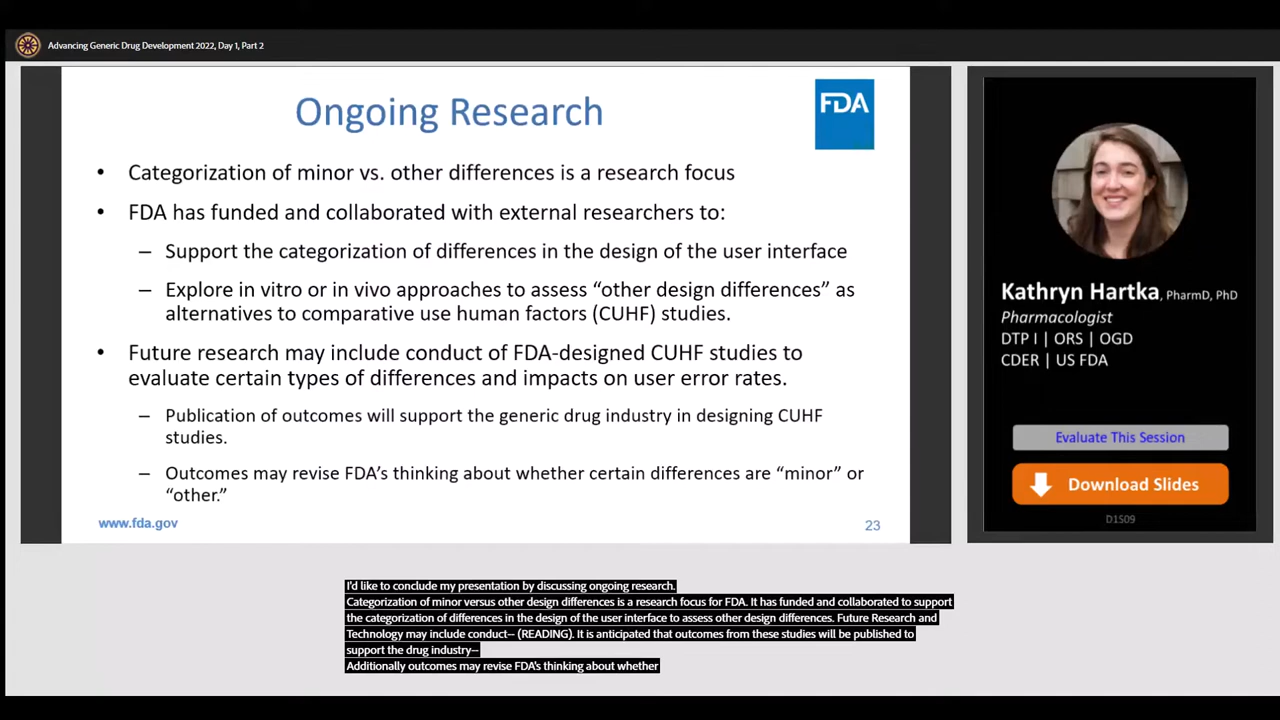 Advancing Generic Drug Development 2022, Day 1, Part 2
Ongoing Research
FDA
• Categorization of minor vs. other differences is a research focus
• FDA has funded and collaborated with external researchers to:
– Support the categorization of differences in the design of the user interface
– Explore in vitro or in vivo approaches to assess “other design differences” as
alternatives to comparative use human factors (CUHF) studies.
• Future research may include conduct of FDA-designed CUHF studies to
evaluate certain types of differences and impacts on user error rates.
– Publication of outcomes will support the generic drug industry in designing CUHF
studies.
– Outcomes may revise FDA’s thinking about whether certain differences are “minor” or
“other.”
www.fda.gov
23
Kathryn Hartka, PharmD, PhD
Pharmacologist
DTP I | ORS | OGD
CDER | US FDA
Evaluate This Session
Download Slides
D1S09
I'd like to conclude my presentation by discussing ongoing research.
Categorization of minor versus other design differences is a research focus for FDA. It has funded and collaborated to support
the categorization of differences in the design of the user interface to assess other design differences. Future Research and
Technology may include conduct-- (READING). It is anticipated that outcomes from these studies will be published to
support the drug industry--
Additionally outcomes may revise FDA's thinking about whether